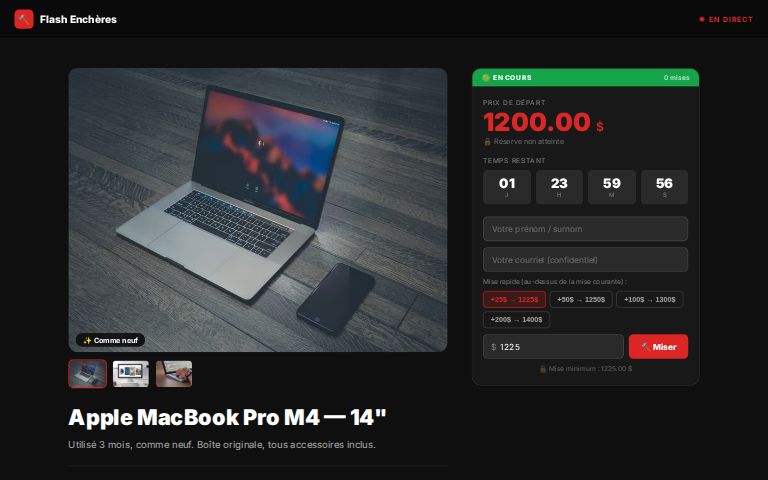 Flash Enchères
EN DIRECT
✨ Comme neuf
Apple MacBook Pro M4 — 14"
Utilisé 3 mois, comme neuf. Boîte originale, tous accessoires inclus.
EN COURS
0 mises
PRIX DE DÉPART
1200.00 $
🔒 Réserve non atteinte
TEMPS RESTANT
01 23 59 56
J H M S
Votre prénom / surnom
Votre courriel (confidentiel)
Mise rapide (au-dessus de la mise courante) :
+25$ → 1225$ +50$ → 1250$ +100$ → 1300$
+200$ → 1400$
$ 1225
🔨 Miser
🔒 Mise minimum : 1225.00 $